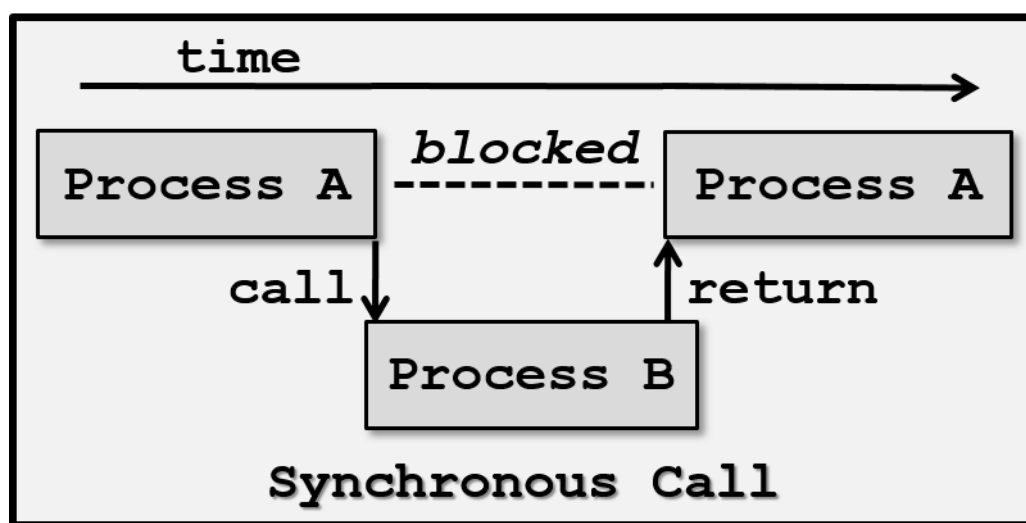 time
blocked
Process A
Process A
call
return
Process B
Synchronous Call